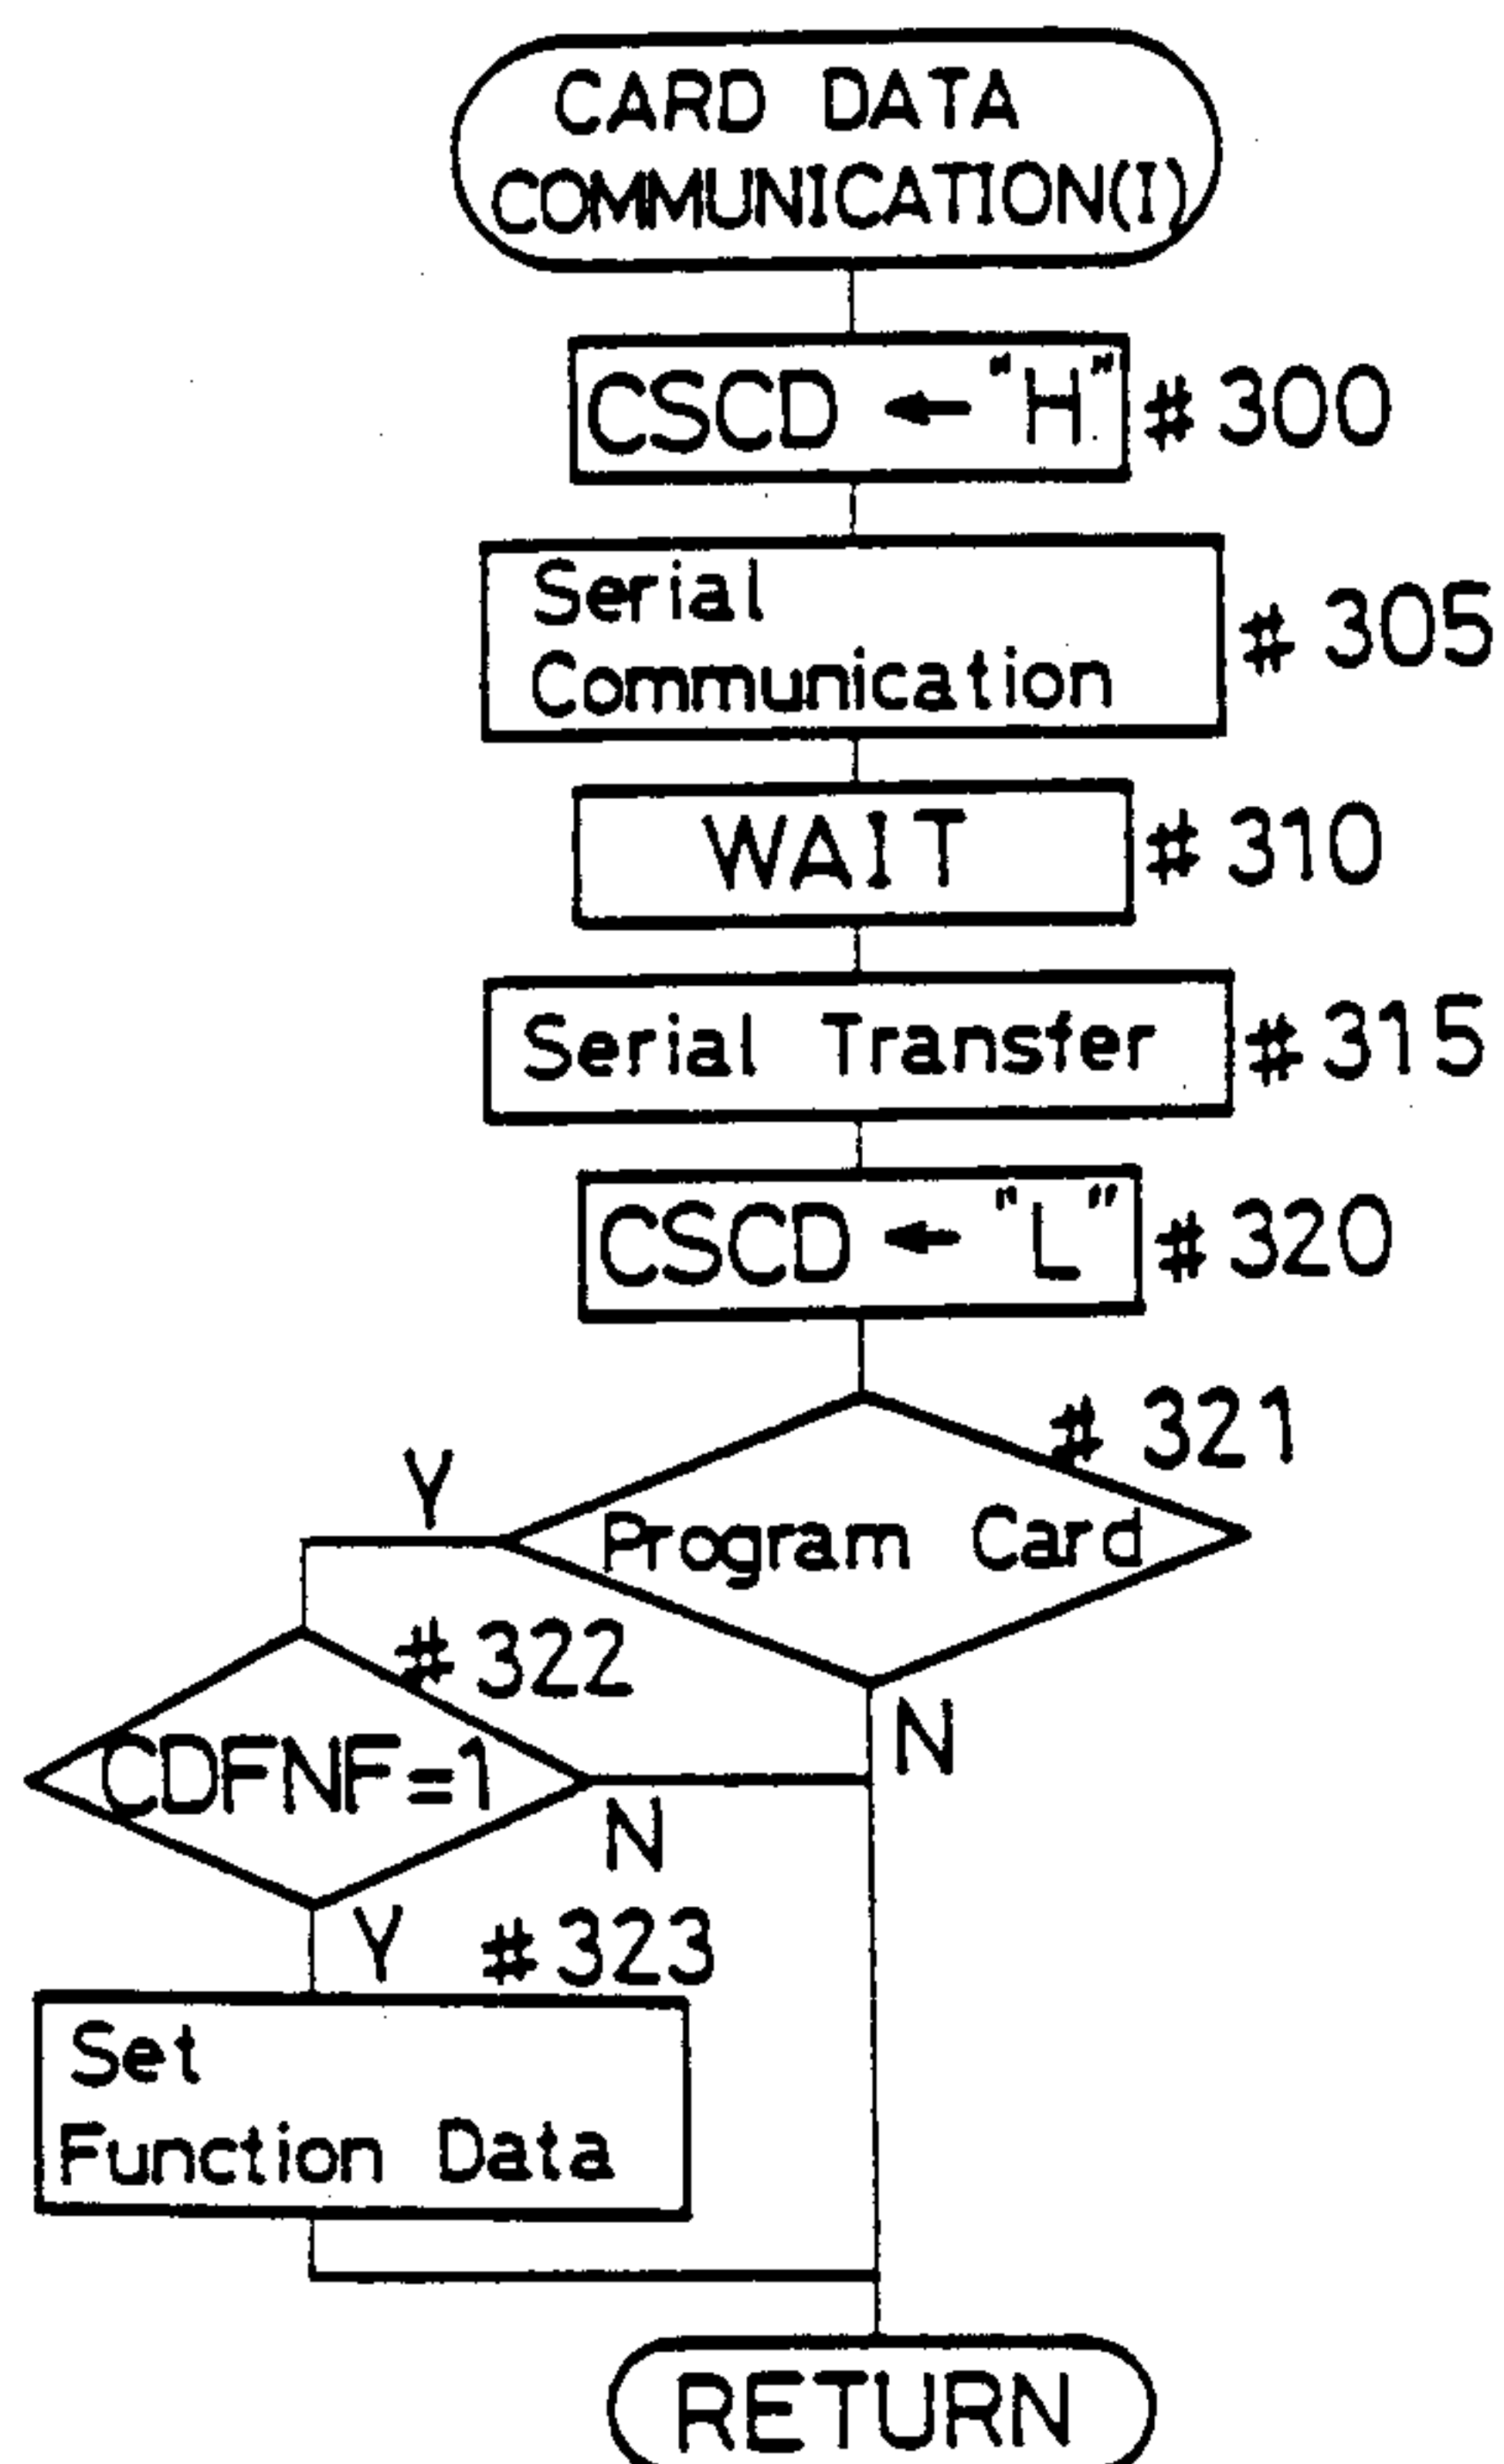 CARD DATA
COMMUNICATION(I)
CSCD ← "H" #300
Serial
Communication
#305
WAIT #310
Serial Transfer #315
CSCD ← "L" #320
#321
Y
Program Card
#322
N
CDFNF=1
N
Y #323
Set
Function Data
RETURN